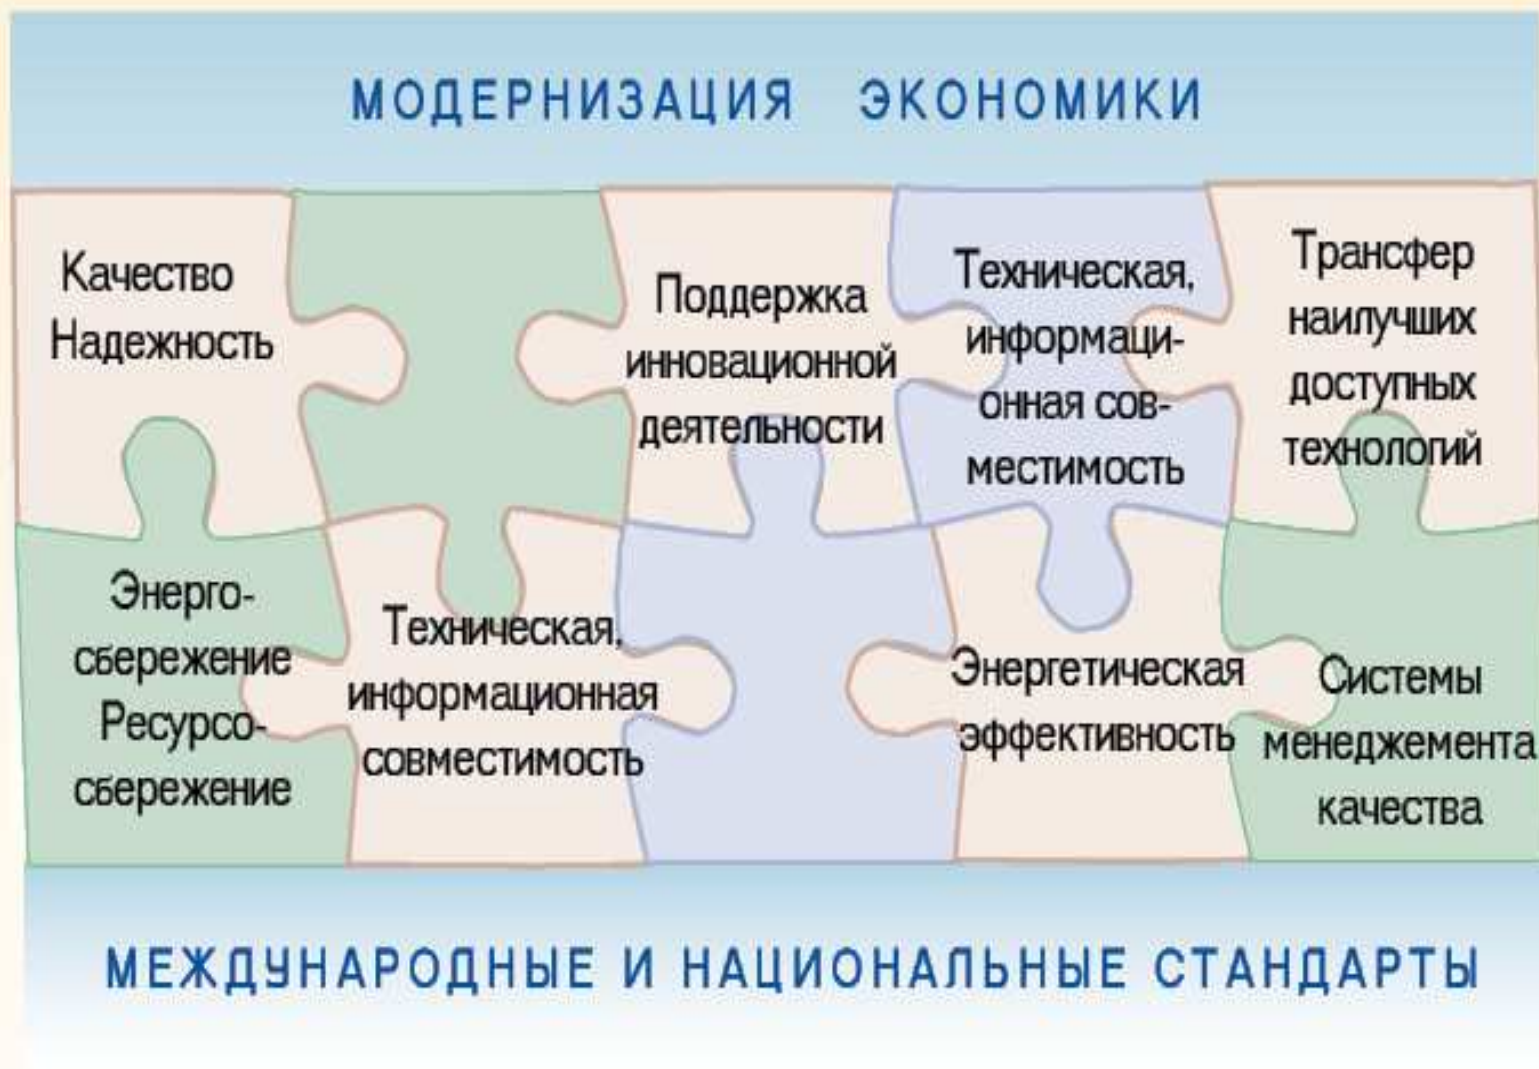 МОДЕРНИЗАЦИЯ ЭКОНОМИКИ
Качество
Надежность
Поддержка
инновационной
деятельности
Техническая,
информаци-
онная сов-
местимость
Трансфер
наилучших
доступных
технологий
Энерго-
сбережение
Ресурсо-
сбережение
Техническая,
информационная
совместимость
Энергетическая
эффективность
Системы
менеджемента
качества
МЕЖДУНАРОДНЫЕ И НАЦИОНАЛЬНЫЕ СТАНДАРТЫ